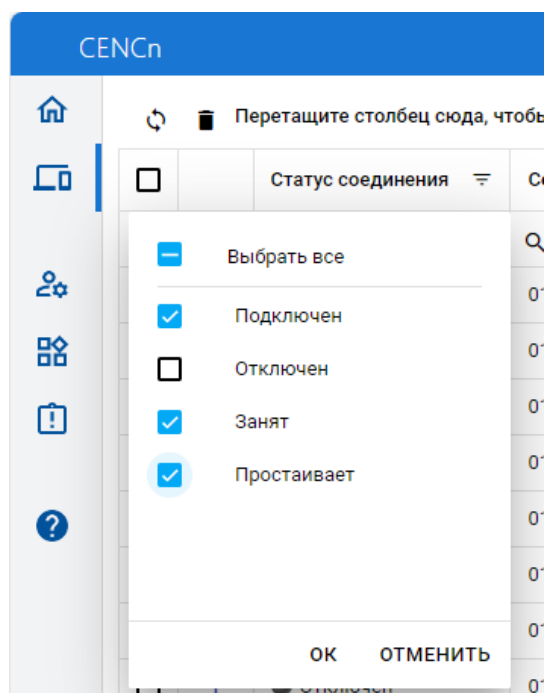 CENCn
Перетащите столбец сюда, чтобы
Статус соединения
Выбрать все
Подключен
Отключен
Занят
Простаивает
ОК ОТМЕНИТЬ